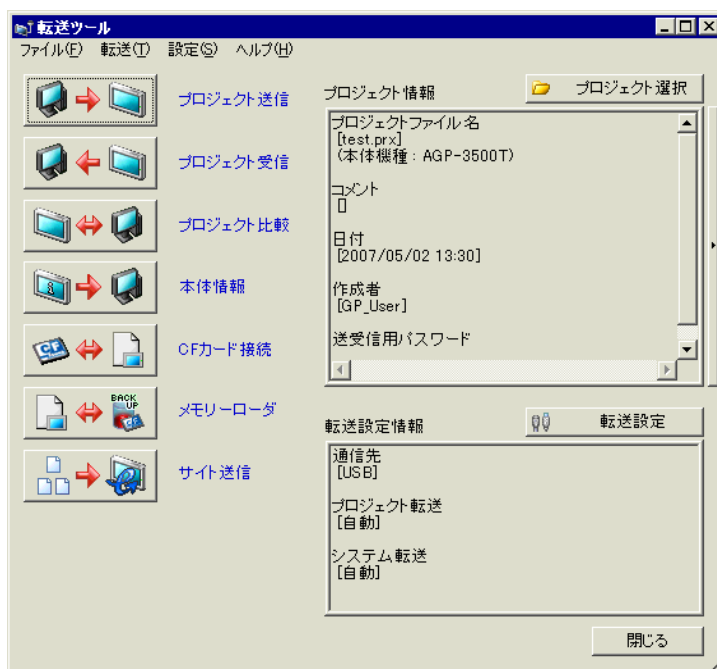 転送ツール
ファイル(F) 転送(T) 設定(S) ヘルプ(H)
プロジェクト送信
プロジェクト受信
プロジェクト比較
本体情報
CFカード接続
BACK
UP
CF
メモリーローダ
サイト送信
プロジェクト情報
プロジェクト選択
プロジェクトファイル名
[test.prx]
(本体機種 : AGP-3500T)
コメント
[]
日付
[2007/05/02 13:30]
作成者
[GP_User]
送受信用パスワード
転送設定情報
転送設定
通信先
[USB]
プロジェクト転送
[自動]
システム転送
[自動]
閉じる